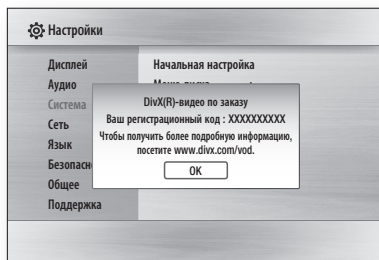 Настройки
Дисплей
Начальная настройка
Аудио
Система
DivX(R)-видео по заказу
Ваш регистрационный код : XXXXXXXXXX
Сеть
Чтобы получить более подробную информацию,
посетите www.divx.com/vod.
Язык
OK
Общее
Поддержка